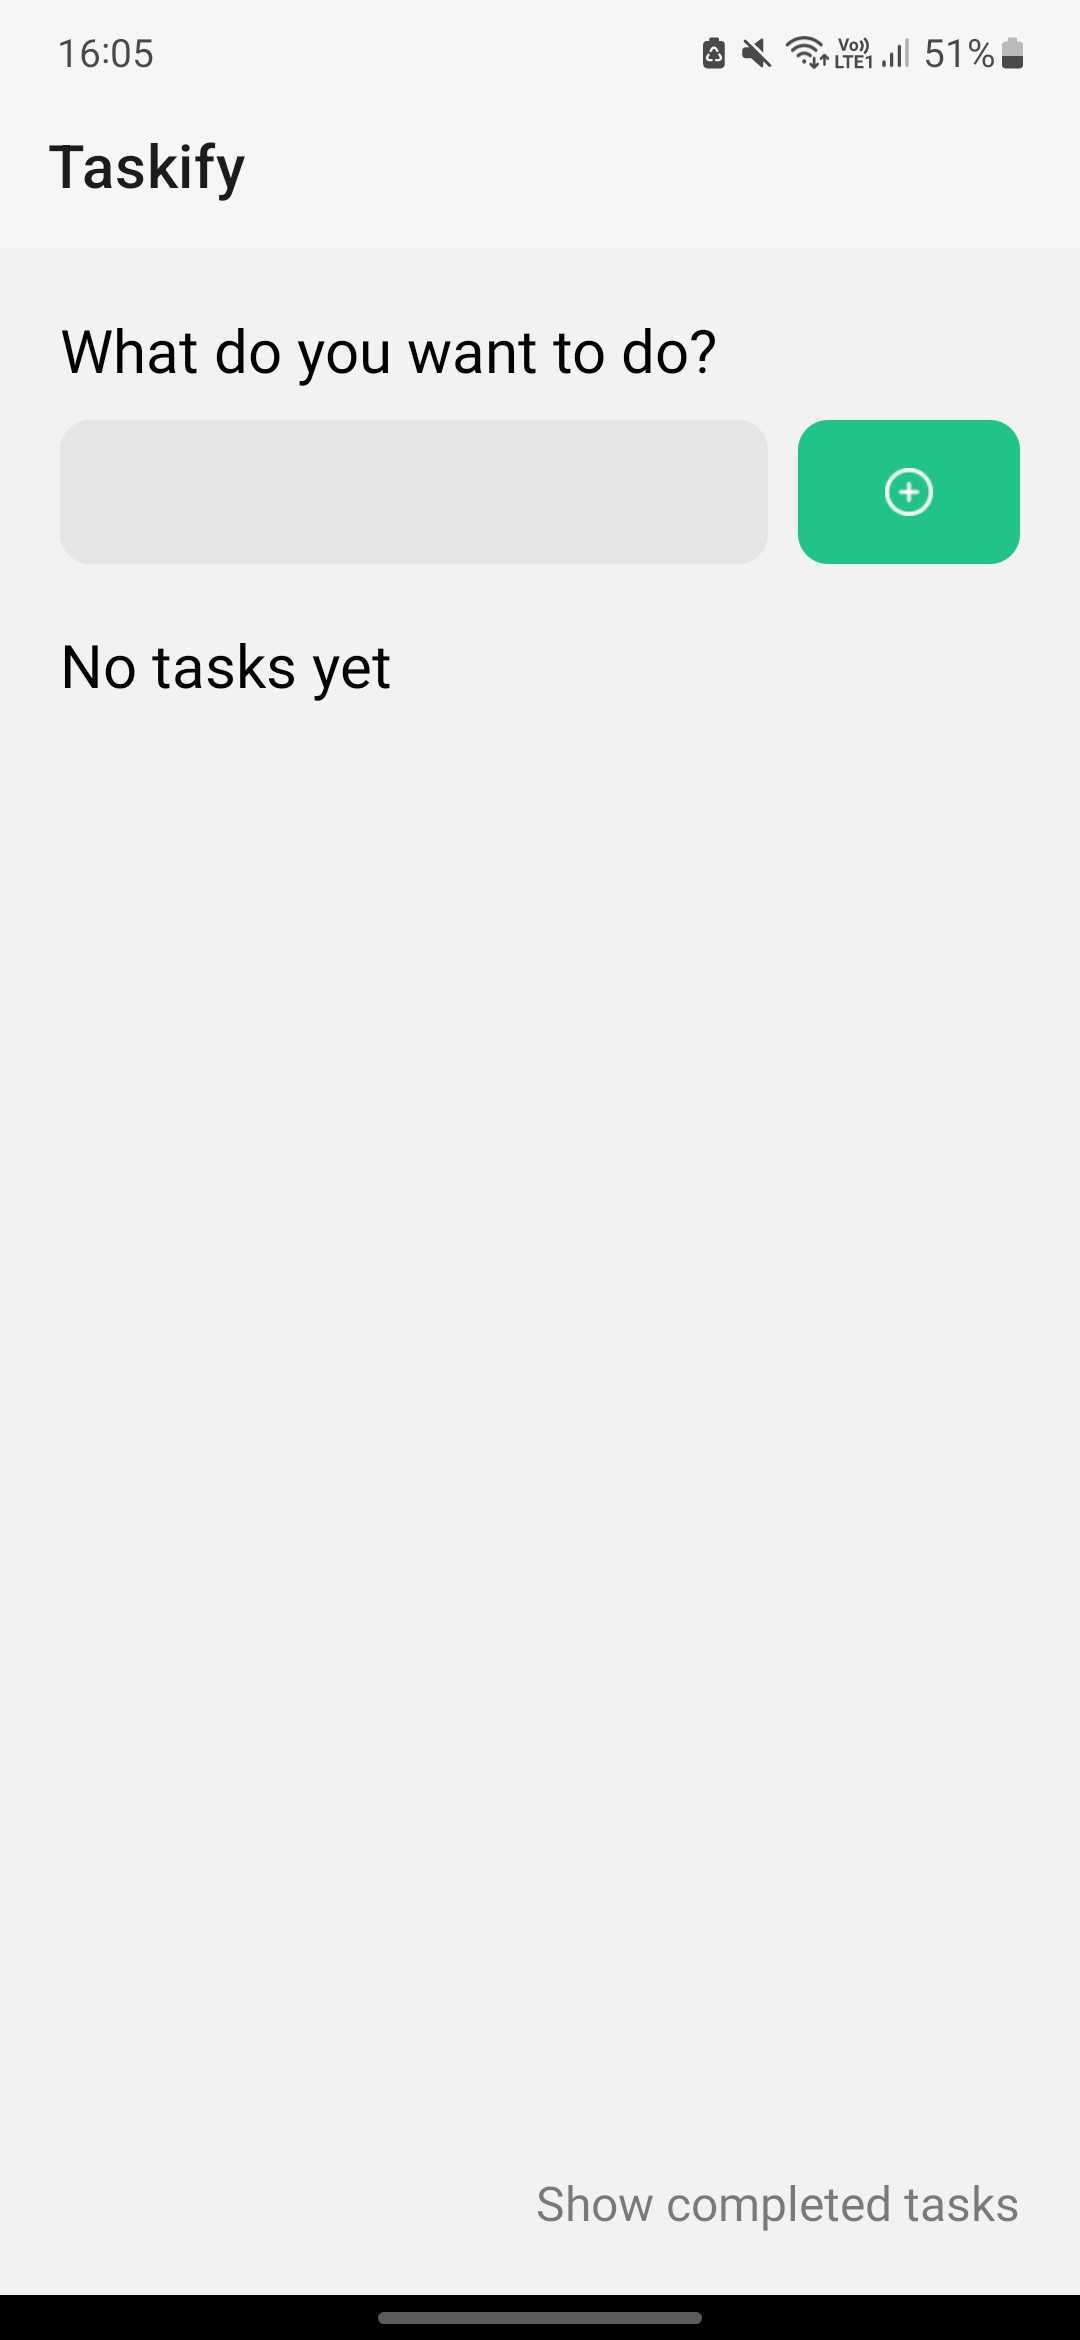 16:05
Vo)) LTE1 51%
Taskify
What do you want to do?
No tasks yet
Show completed tasks